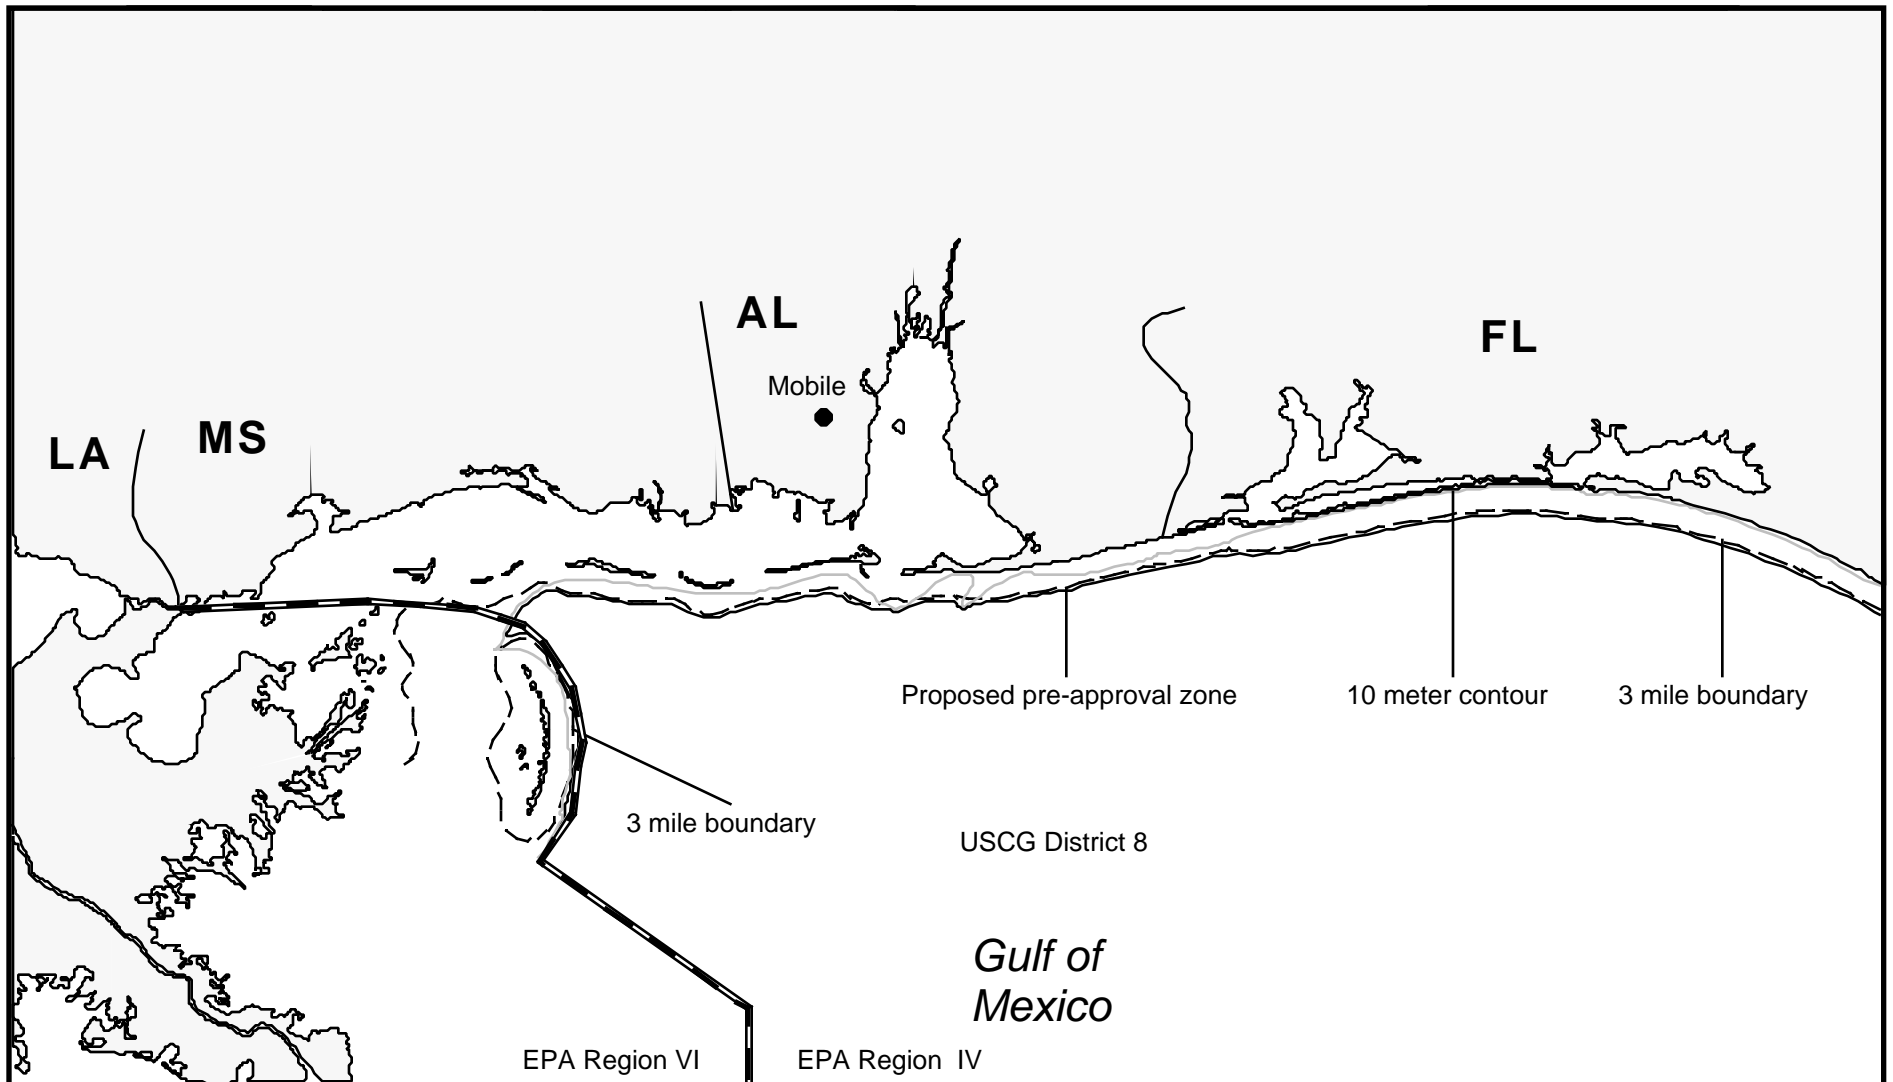 AL
FL
Mobile
MS
LA
Proposed pre-approval zone
10 meter contour
3 mile boundary
3 mile boundary
USCG District 8
Gulf of
Mexico
EPA Region VI
EPA Region IV